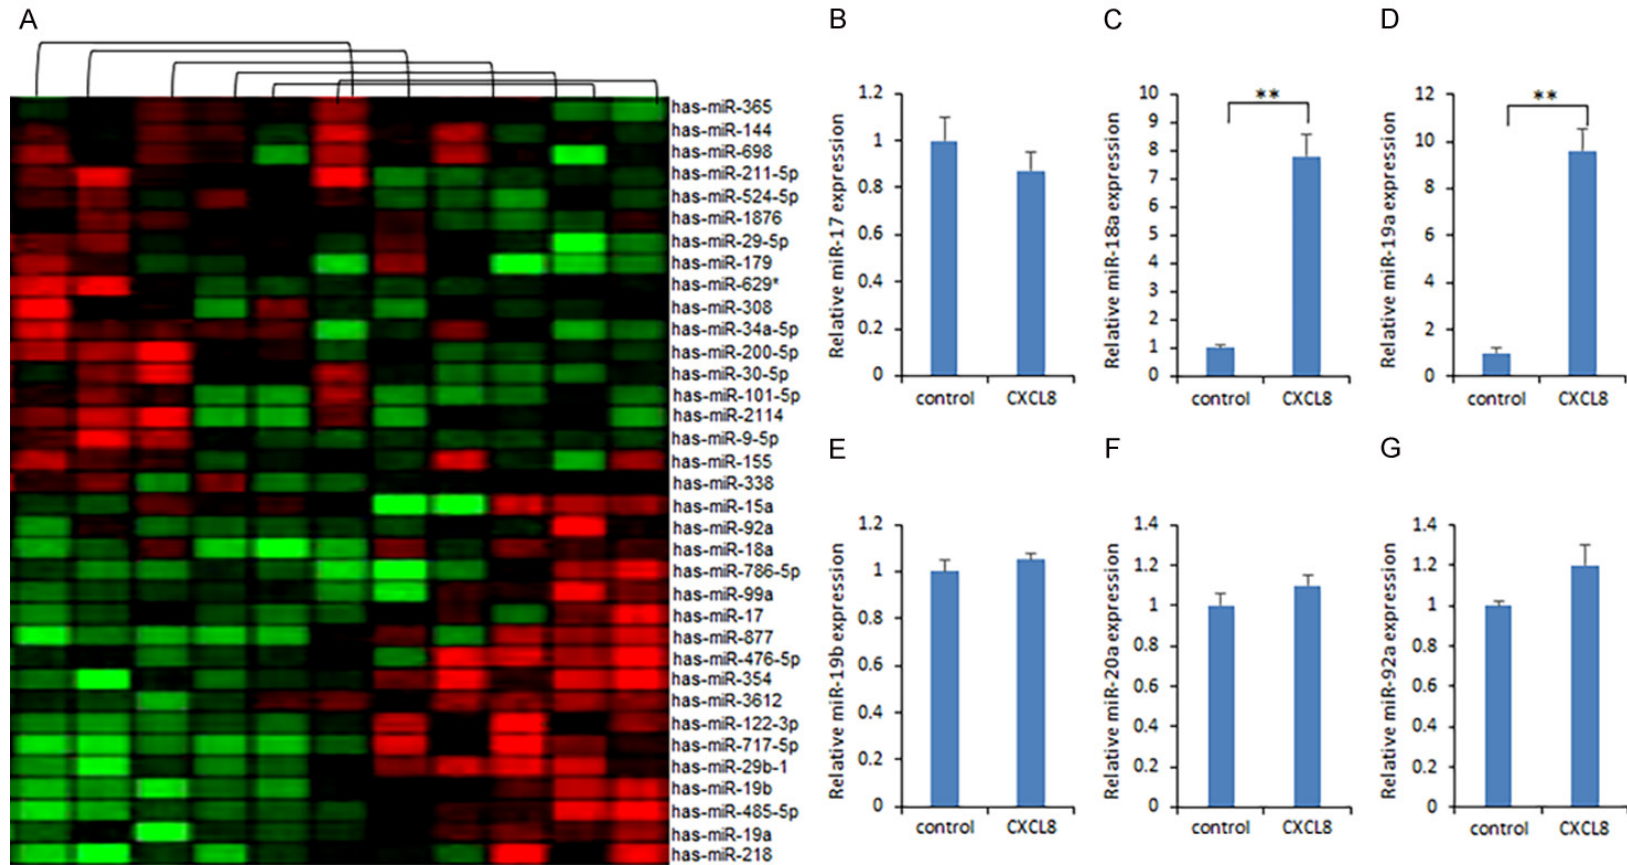 A
has-miR-365
has-miR-144
has-miR-698
has-miR-211-5p
has-miR-524-5p
has-miR-1876
has-miR-29-5p
has-miR-179
has-miR-629*
has-miR-308
has-miR-34a-5p
has-miR-200-5p
has-miR-30-5p
has-miR-101-5p
has-miR-2114
has-miR-9-5p
has-miR-155
has-miR-338
has-miR-15a
has-miR-92a
has-miR-18a
has-miR-786-5p
has-miR-99a
has-miR-17
has-miR-877
has-miR-476-5p
has-miR-354
has-miR-3612
has-miR-122-3p
has-miR-717-5p
has-miR-29b-1
has-miR-19b
has-miR-485-5p
has-miR-19a
has-miR-218
B
Relative miR-17 expression
1.2
1
0.8
0.6
0.4
0.2
0
control CXCL8
C
Relative miR-18a expression
10
9
8
7
6
5
4
3
2
1
0
**
control CXCL8
D
Relative miR-19a expression
12
10
8
6
4
2
0
**
control CXCL8
E
Relative miR-19b expression
1.2
1
0.8
0.6
0.4
0.2
0
control CXCL8
F
Relative miR-20a expression
1.4
1.2
1
0.8
0.6
0.4
0.2
0
control CXCL8
G
Relative miR-92a expression
1.4
1.2
1
0.8
0.6
0.4
0.2
0
control CXCL8